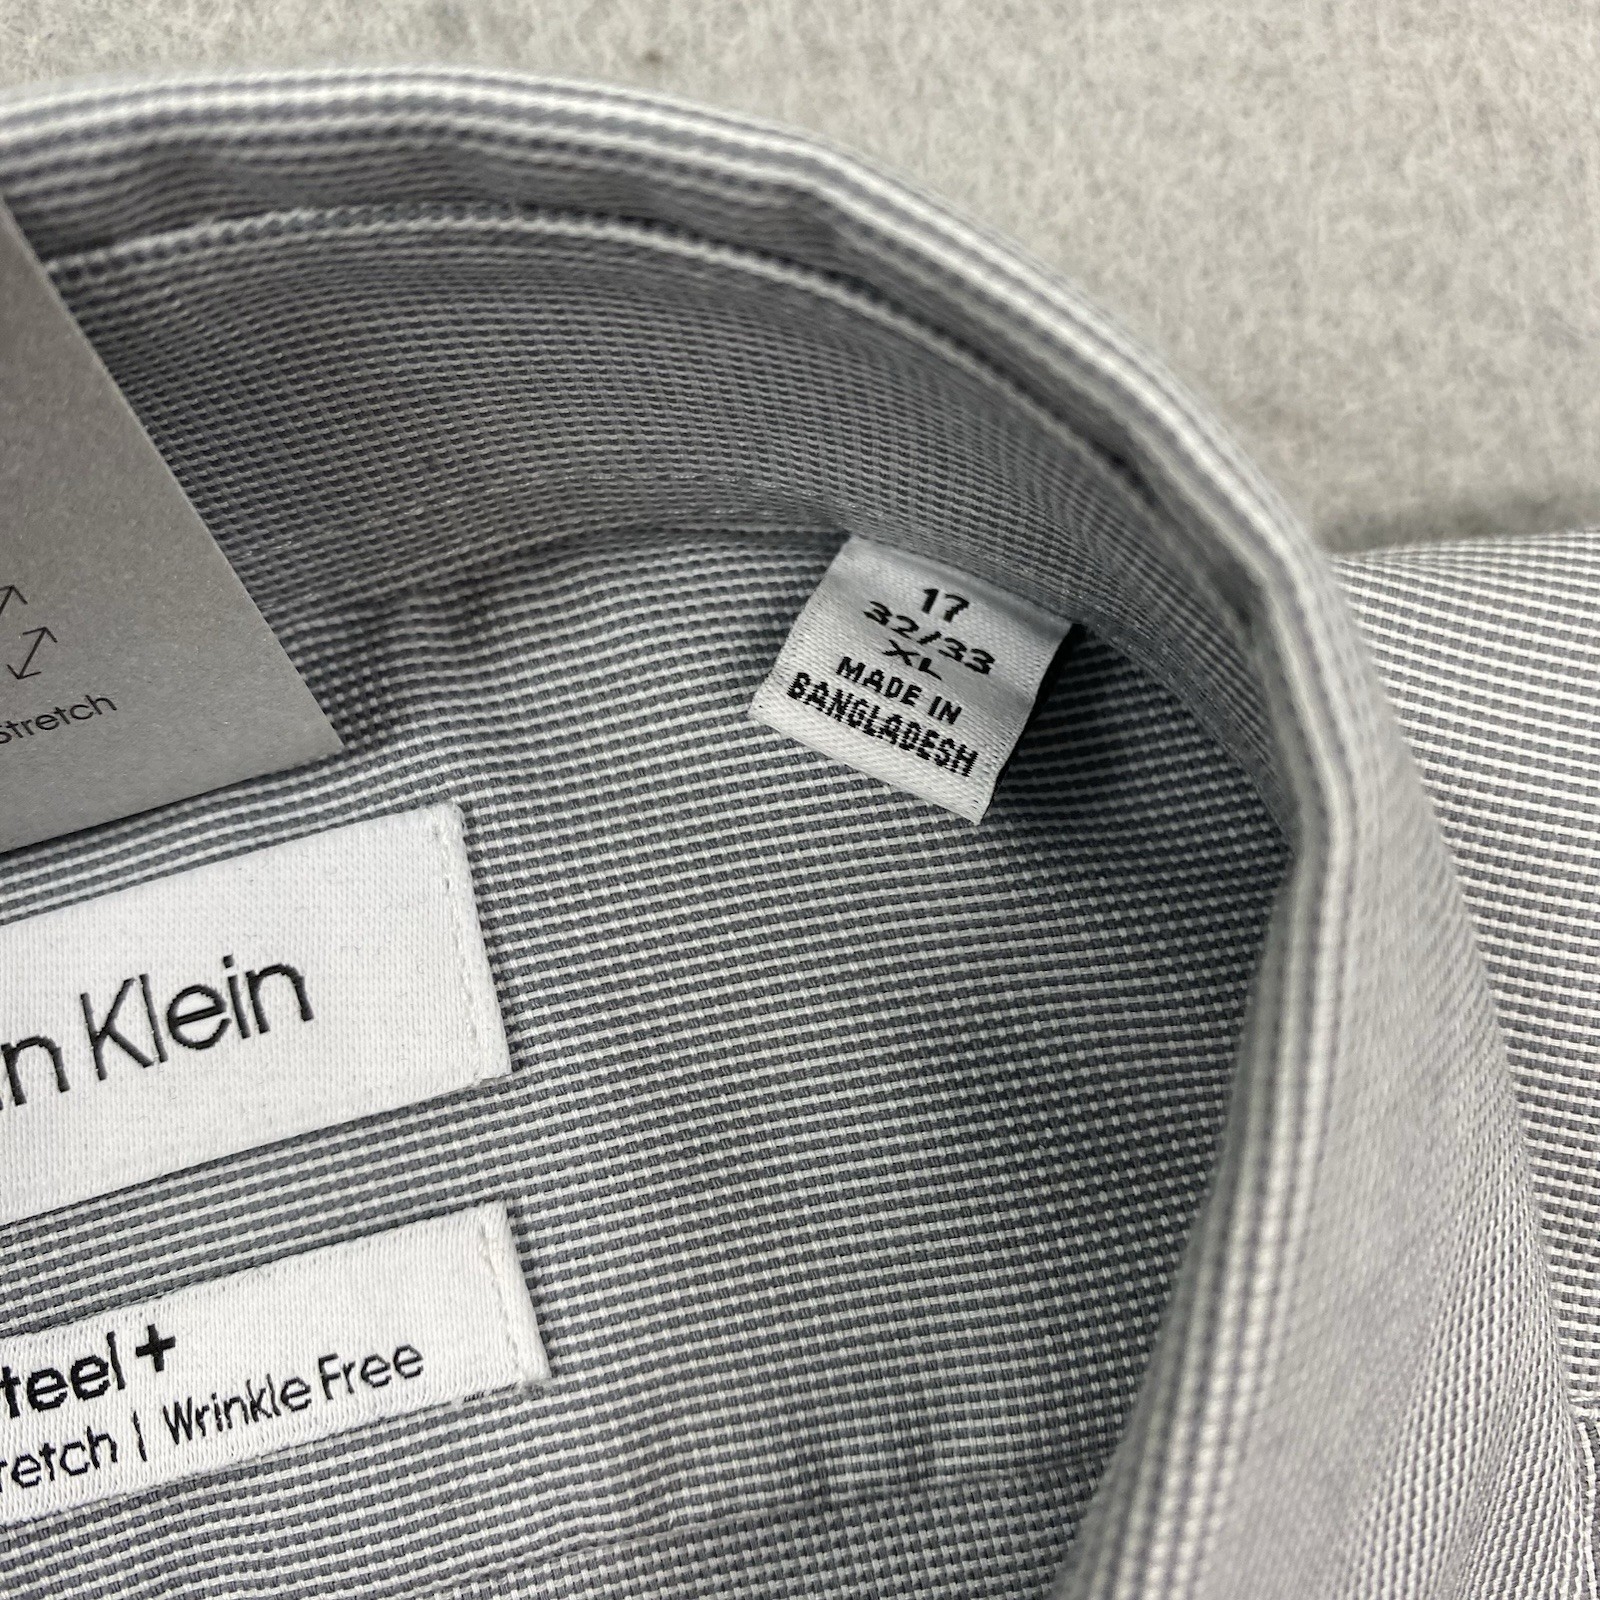 Stretch
17
32/33
XL
MADE IN
BANGLADESH
n Klein
teel +
retch | Wrinkle Free